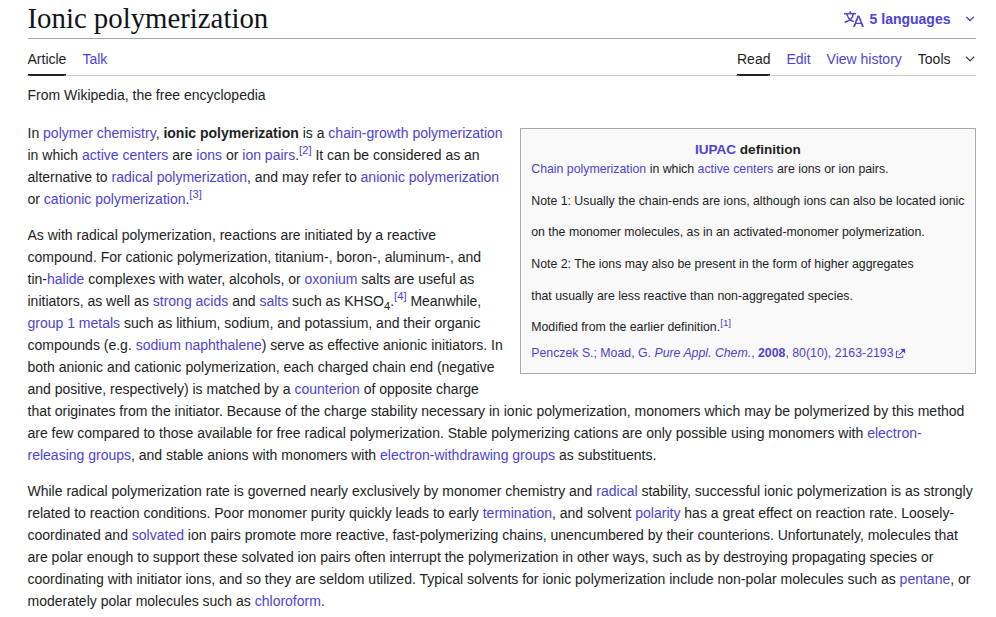 Ionic polymerization
5 languages
Article Talk
Read Edit View history Tools
From Wikipedia, the free encyclopedia
In polymer chemistry, ionic polymerization is a chain-growth polymerization
in which active centers are ions or ion pairs.[2] It can be considered as an
alternative to radical polymerization, and may refer to anionic polymerization
or cationic polymerization.[3]
IUPAC definition
Chain polymerization in which active centers are ions or ion pairs.
Note 1: Usually the chain-ends are ions, although ions can also be located ionic
on the monomer molecules, as in an activated-monomer polymerization.
Note 2: The ions may also be present in the form of higher aggregates
that usually are less reactive than non-aggregated species.
Modified from the earlier definition.[1]
Penczek S.; Moad, G. Pure Appl. Chem., 2008, 80(10), 2163-2193
As with radical polymerization, reactions are initiated by a reactive
compound. For cationic polymerization, titanium-, boron-, aluminum-, and
tin-halide complexes with water, alcohols, or oxonium salts are useful as
initiators, as well as strong acids and salts such as KHSO4.[4] Meanwhile,
group 1 metals such as lithium, sodium, and potassium, and their organic
compounds (e.g. sodium naphthalene) serve as effective anionic initiators. In
both anionic and cationic polymerization, each charged chain end (negative
and positive, respectively) is matched by a counterion of opposite charge
that originates from the initiator. Because of the charge stability necessary in ionic polymerization, monomers which may be polymerized by this method
are few compared to those available for free radical polymerization. Stable polymerizing cations are only possible using monomers with electron-
releasing groups, and stable anions with monomers with electron-withdrawing groups as substituents.
While radical polymerization rate is governed nearly exclusively by monomer chemistry and radical stability, successful ionic polymerization is as strongly
related to reaction conditions. Poor monomer purity quickly leads to early termination, and solvent polarity has a great effect on reaction rate. Loosely-
coordinated and solvated ion pairs promote more reactive, fast-polymerizing chains, unencumbered by their counterions. Unfortunately, molecules that
are polar enough to support these solvated ion pairs often interrupt the polymerization in other ways, such as by destroying propagating species or
coordinating with initiator ions, and so they are seldom utilized. Typical solvents for ionic polymerization include non-polar molecules such as pentane, or
moderately polar molecules such as chloroform.